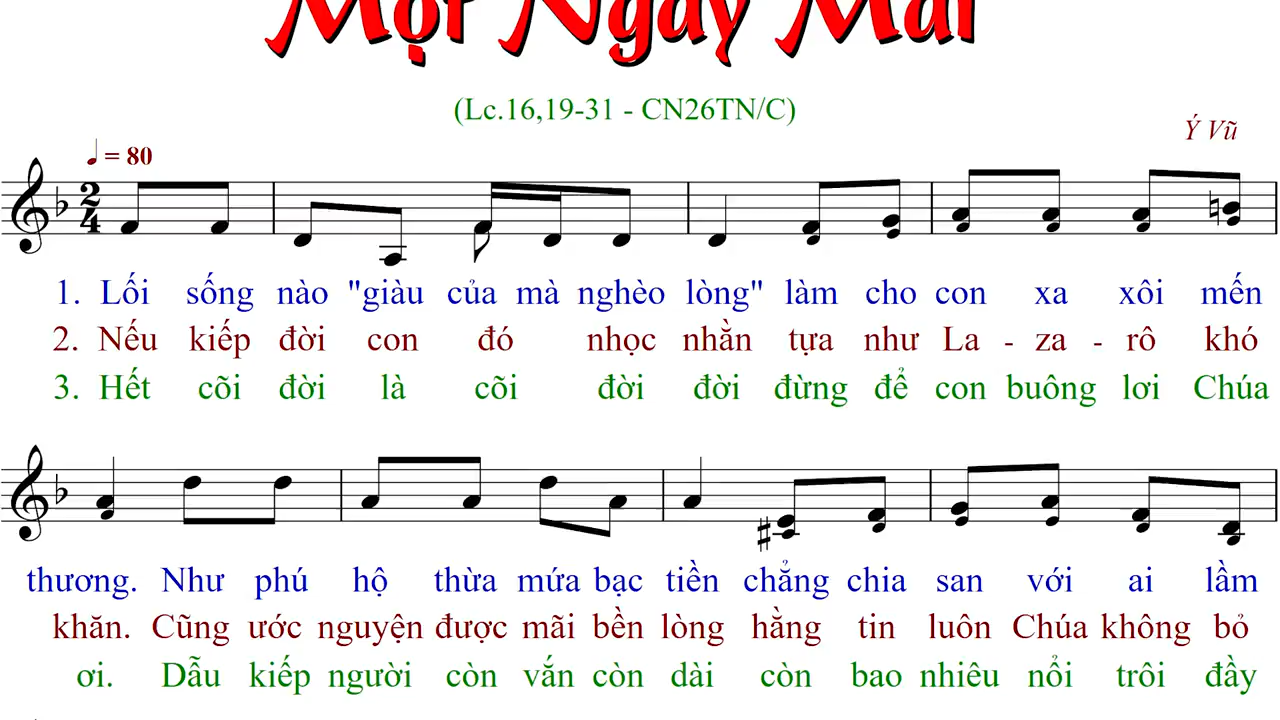 Một Ngày Mai
(Lc.16,19-31 - CN26TN/C)
Ý Vũ
= 80
2
4
1. Lối sống nào "giàu của mà nghèo lòng" làm cho con xa xôi mến
2. Nếu kiếp đời con đó nhọc nhằn tựa như La - za - rô khó
3. Hết cõi đời là cõi đời đời đừng để con buông lơi Chúa
thương. Như phú hộ thừa mứa bạc tiền chẳng chia san với ai lầm
khăn. Cũng ước nguyện được mãi bền lòng hằng tin luôn Chúa không bỏ
ơi. Dẫu kiếp người còn vắn còn dài còn bao nhiêu nổi trôi đầy